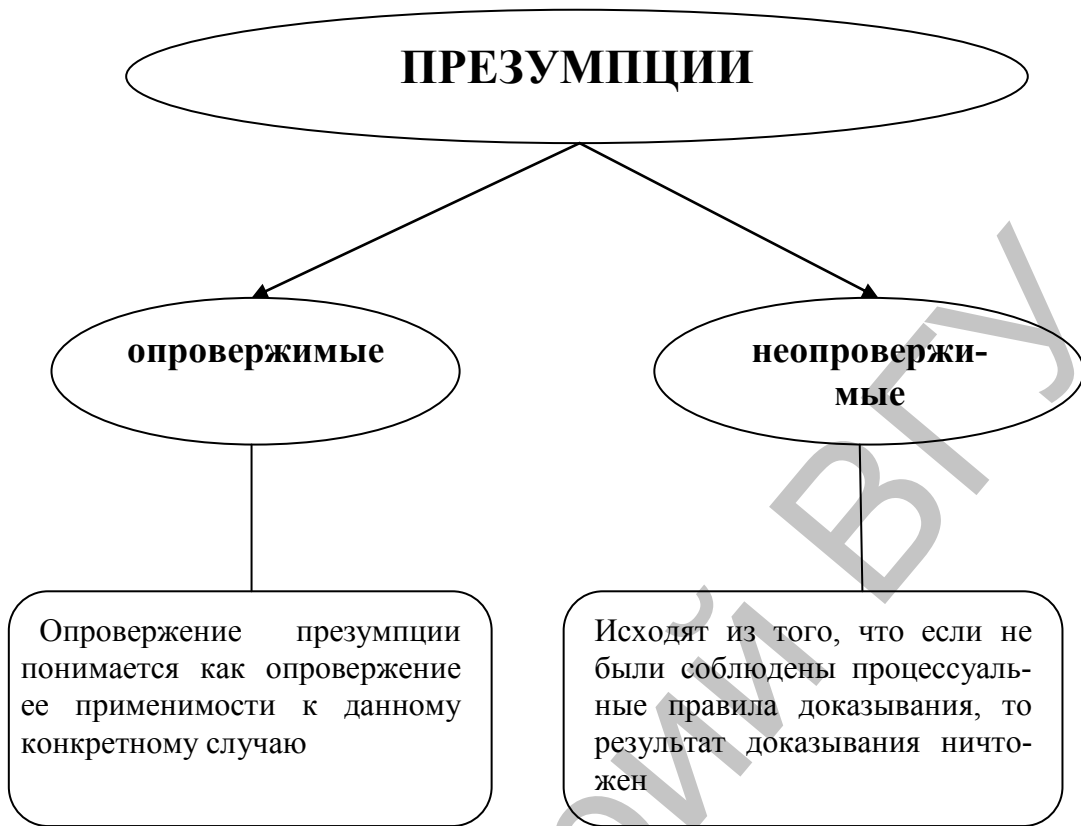 ПРЕЗУМПЦИИ
опровержимые
неопровержи-
мые
Опровержение презумпции
понимается как опровержение
ее применимости к данному
конкретному случаю
Исходят из того, что если не
были соблюдены процессуаль-
ные правила доказывания, то
результат доказывания ничто-
жен
ВГУ